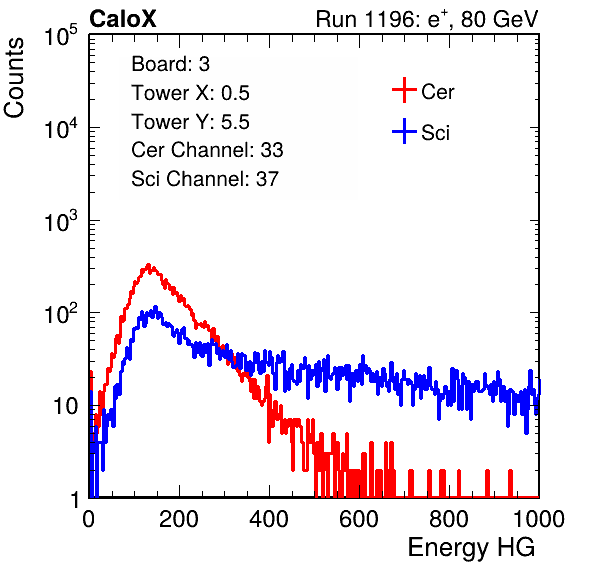 CaloX Run 1196: e⁺, 80 GeV
Counts
Board: 3
Tower X: 0.5
Tower Y: 5.5
Cer Channel: 33
Sci Channel: 37
Cer
Sci
10⁵
10⁴
10³
10²
10
1
0 200 400 600 800 1000
Energy HG